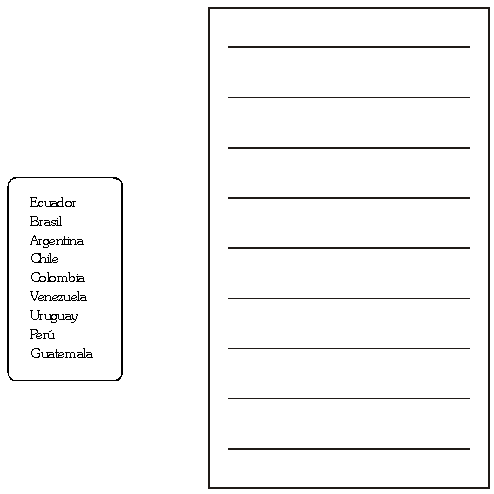 Ecuador
Brasil
Argentina
Chile
Colombia
Venezuela
Uruguay
Perú
Guatemala